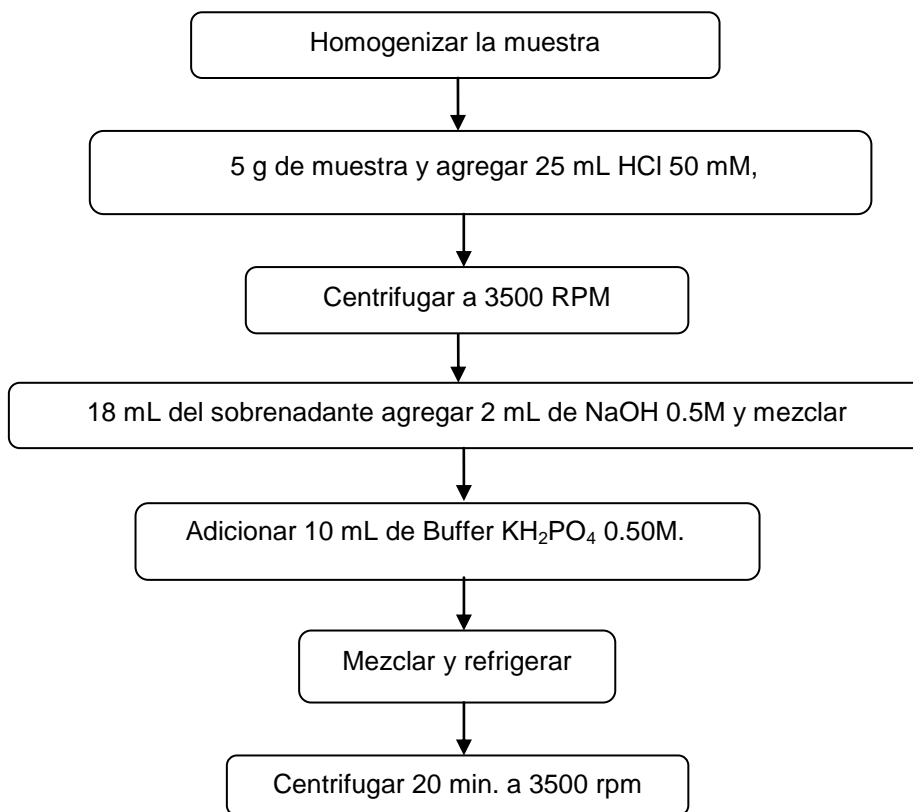 Homogenizar la muestra
5 g de muestra y agregar 25 mL HCl 50 mM,
Centrifugar a 3500 RPM
18 mL del sobrenadante agregar 2 mL de NaOH 0.5M y mezclar
Adicionar 10 mL de Buffer KH₂PO₄ 0.50M.
Mezclar y refrigerar
Centrifugar 20 min. a 3500 rpm